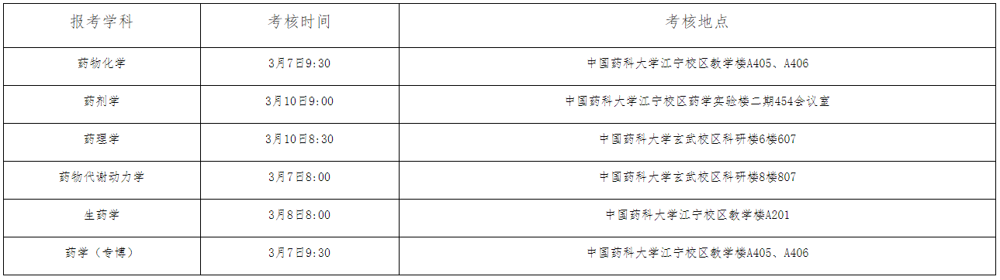 报考学科 考核时间 考核地点
药物化学 3月7日9:30 中国药科大学江宁校区教学楼A405、A406
药剂学 3月10日9:00 中国药科大学江宁校区药学实验楼二期454会议室
药理学 3月10日8:30 中国药科大学玄武校区科研楼6楼607
药物代谢动力学 3月7日8:00 中国药科大学玄武校区科研楼8楼807
生药学 3月8日8:00 中国药科大学江宁校区教学楼A201
药学（专博） 3月7日9:30 中国药科大学江宁校区教学楼A405、A406